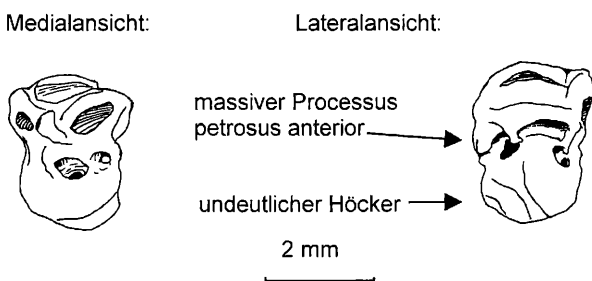 Medialansicht:
Lateralansicht:
massiver Processus
petrosus anterior
undeutlicher Höcker
2 mm